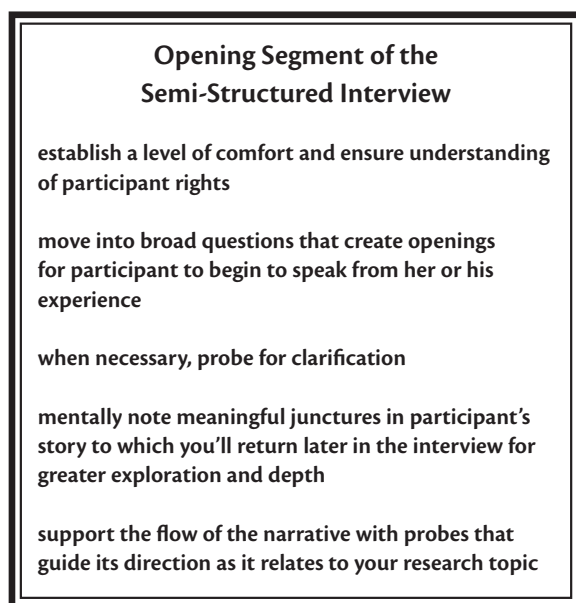 Opening Segment of the
Semi-Structured Interview
establish a level of comfort and ensure understanding
of participant rights
move into broad questions that create openings
for participant to begin to speak from her or his
experience
when necessary, probe for clarification
mentally note meaningful junctures in participant’s
story to which you’ll return later in the interview for
greater exploration and depth
support the flow of the narrative with probes that
guide its direction as it relates to your research topic